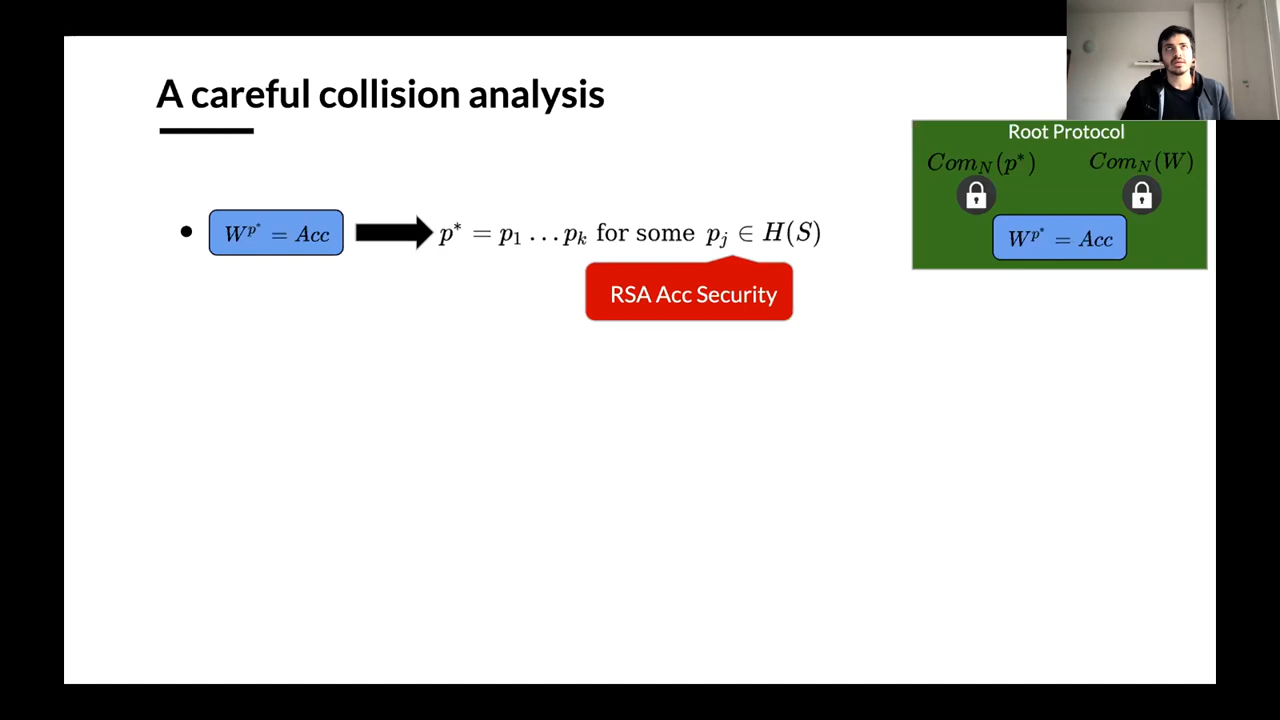 A careful collision analysis
Root Protocol
Com_N(p*) Com_N(W)
W^{p*} = Acc
• W^{p*} = Acc p* = p_1 … p_k for some p_j ∈ H(S)
RSA Acc Security